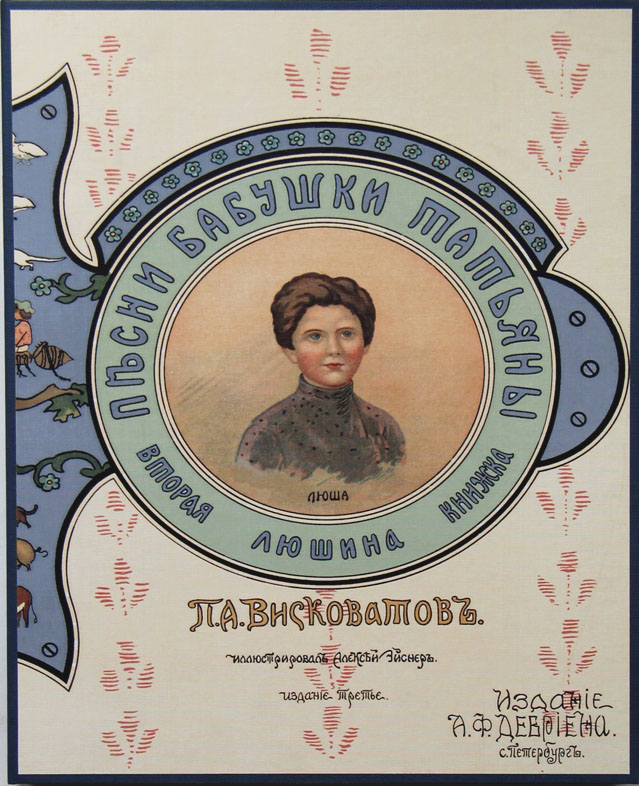 ПѢСНИ БАБУШКИ ТАТЬЯНЫ
ВТОРАЯ ЛЮШИНА КНИЖКА
ЛЮША
П.А.ВИСКОВАТОВЪ.
ИЛЛЮСТРИРОВАЛЪ АЛЕКСѢЙ ЭЙСНЕРЪ.
ИЗДАНІЕ ТРЕТЬЕ.
ИЗДАНІЕ
А.Ф.ДЕВРІЕНА.
С.ПЕТЕРБУРГЪ.